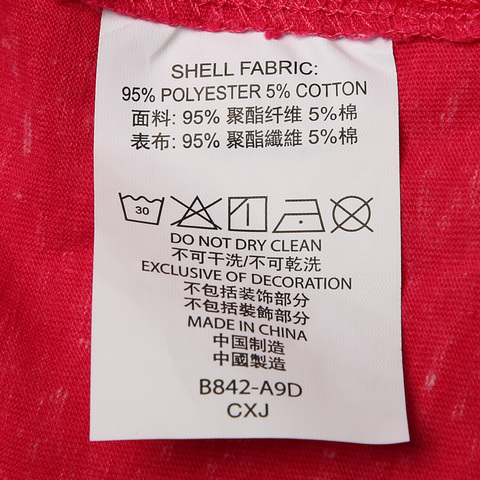 SHELL FABRIC:
95% POLYESTER 5% COTTON
面料: 95% 聚酯纤维 5%棉
表布: 95% 聚酯纖維 5%棉
30
DO NOT DRY CLEAN
不可干洗/不可乾洗
EXCLUSIVE OF DECORATION
不包括装饰部分
不包括裝飾部分
MADE IN CHINA
中国制造
中國製造
B842-A9D
CXJ